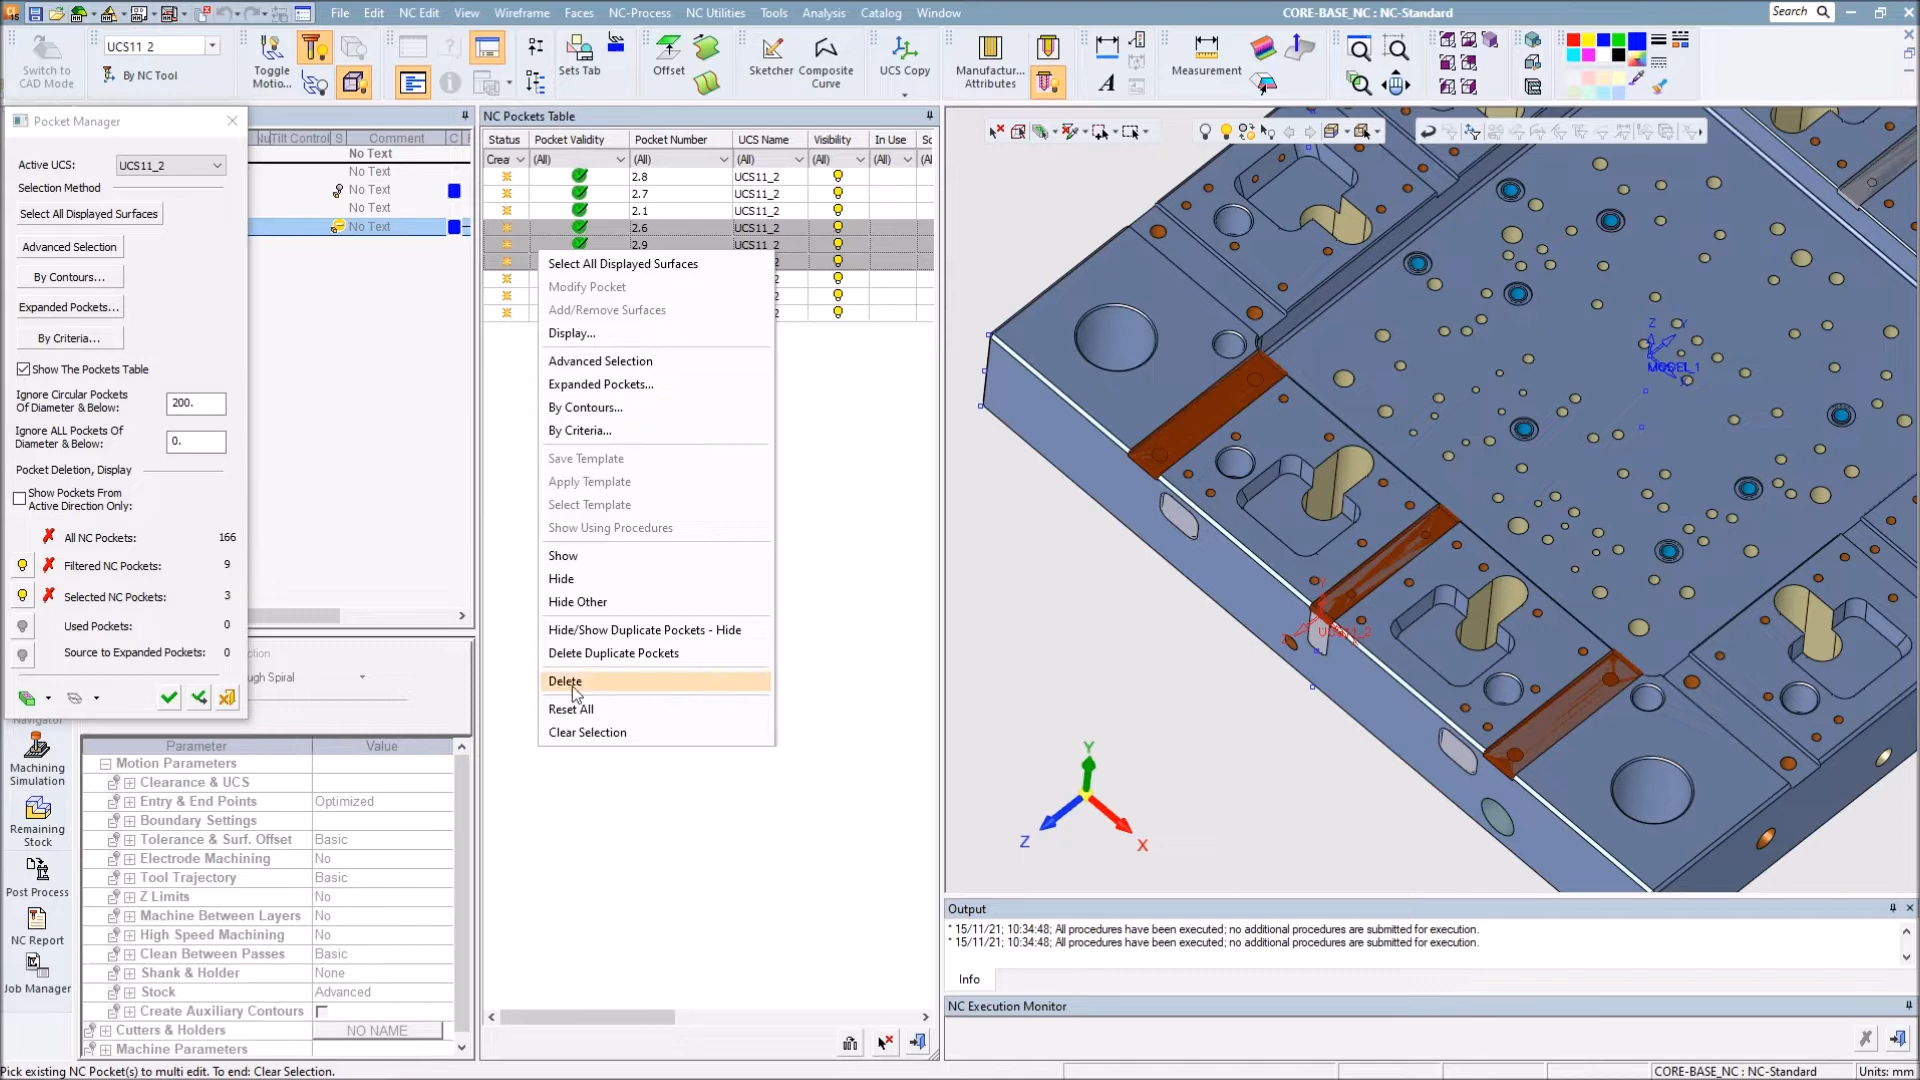 File Edit NC Edit View Wireframe Faces NC-Process NC Utilities Tools Analysis Catalog Window
CORE-BASE_NC : NC-Standard
Search
Switch to
CAD Mode
UCS11 2
By NC Tool
Toggle
Motio...
Sets Tab
Offset
Sketcher
Composite
Curve
UCS Copy
Manufactur...
Attributes
A
Measurement
Pocket Manager
Active UCS:
UCS11_2
Selection Method
Select All Displayed Surfaces
Advanced Selection
By Contours...
Expanded Pockets...
By Criteria...
Show The Pockets Table
Ignore Circular Pockets
Of Diameter & Below:
200.
Ignore ALL Pockets Of
Diameter & Below:
0.
Pocket Deletion, Display
Show Pockets From
Active Direction Only:
All NC Pockets: 166
Filtered NC Pockets: 9
Selected NC Pockets: 3
Used Pockets: 0
Source to Expanded Pockets: 0
Tilt Control S Comment C
No Text
No Text
No Text
No Text
No Text
ugh Spiral
Navigator
Machining
Simulation
Remaining
Stock
Post Process
NC Report
Job Manager
Parameter Value
Motion Parameters
Clearance & UCS
Entry & End Points Optimized
Boundary Settings
Tolerance & Surf. Offset Basic
Electrode Machining No
Tool Trajectory Basic
Z Limits No
Machine Between Layers No
High Speed Machining No
Clean Between Passes Basic
Shank & Holder None
Stock Advanced
Create Auxiliary Contours
Cutters & Holders NO NAME
Machine Parameters
NC Pockets Table
Status Pocket Validity Pocket Number UCS Name Visibility In Use
Crea (All) (All) (All) (All) (All)
2.8 UCS11_2
2.7 UCS11_2
2.1 UCS11_2
2.6 UCS11_2
2.9 UCS11_2
2
2
2
2
Select All Displayed Surfaces
Modify Pocket
Add/Remove Surfaces
Display...
Advanced Selection
Expanded Pockets...
By Contours...
By Criteria...
Save Template
Apply Template
Select Template
Show Using Procedures
Show
Hide
Hide Other
Hide/Show Duplicate Pockets - Hide
Delete Duplicate Pockets
Delete
Reset All
Clear Selection
Z Y
MODEL_1
Y
Z
X
Output
* 15/11/21; 10:34:48; All procedures have been executed; no additional procedures are submitted for execution.
* 15/11/21; 10:34:48; All procedures have been executed; no additional procedures are submitted for execution.
Info
NC Execution Monitor
Pick existing NC Pocket(s) to multi edit. To end: Clear Selection.
CORE-BASE_NC : NC-Standard
Units: mm